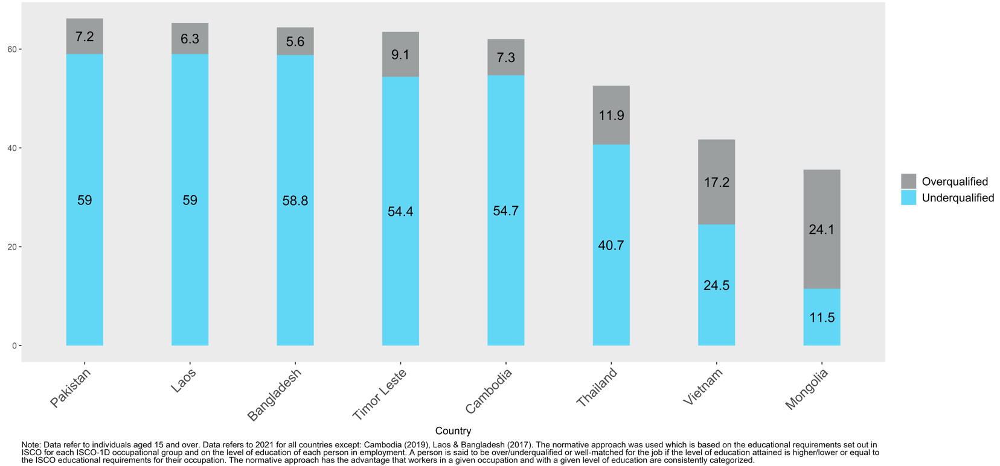 60
40
20
0
7.2
6.3
5.6
9.1
7.3
11.9
17.2
24.1
59
59
58.8
54.4
54.7
40.7
24.5
11.5
Overqualified
Underqualified
Pakistan
Laos
Bangladesh
Timor Leste
Cambodia
Thailand
Vietnam
Mongolia
Country
Note: Data refer to individuals aged 15 and over. Data refers to 2021 for all countries except: Cambodia (2019), Laos & Bangladesh (2017). The normative approach was used which is based on the educational requirements set out in
ISCO for each ISCO-1D occupational group and on the level of education of each person in employment. A person is said to be over/underqualified or well-matched for the job if the level of education attained is higher/lower or equal to
the ISCO educational requirements for their occupation. The normative approach has the advantage that workers in a given occupation and with a given level of education are consistently categorized.